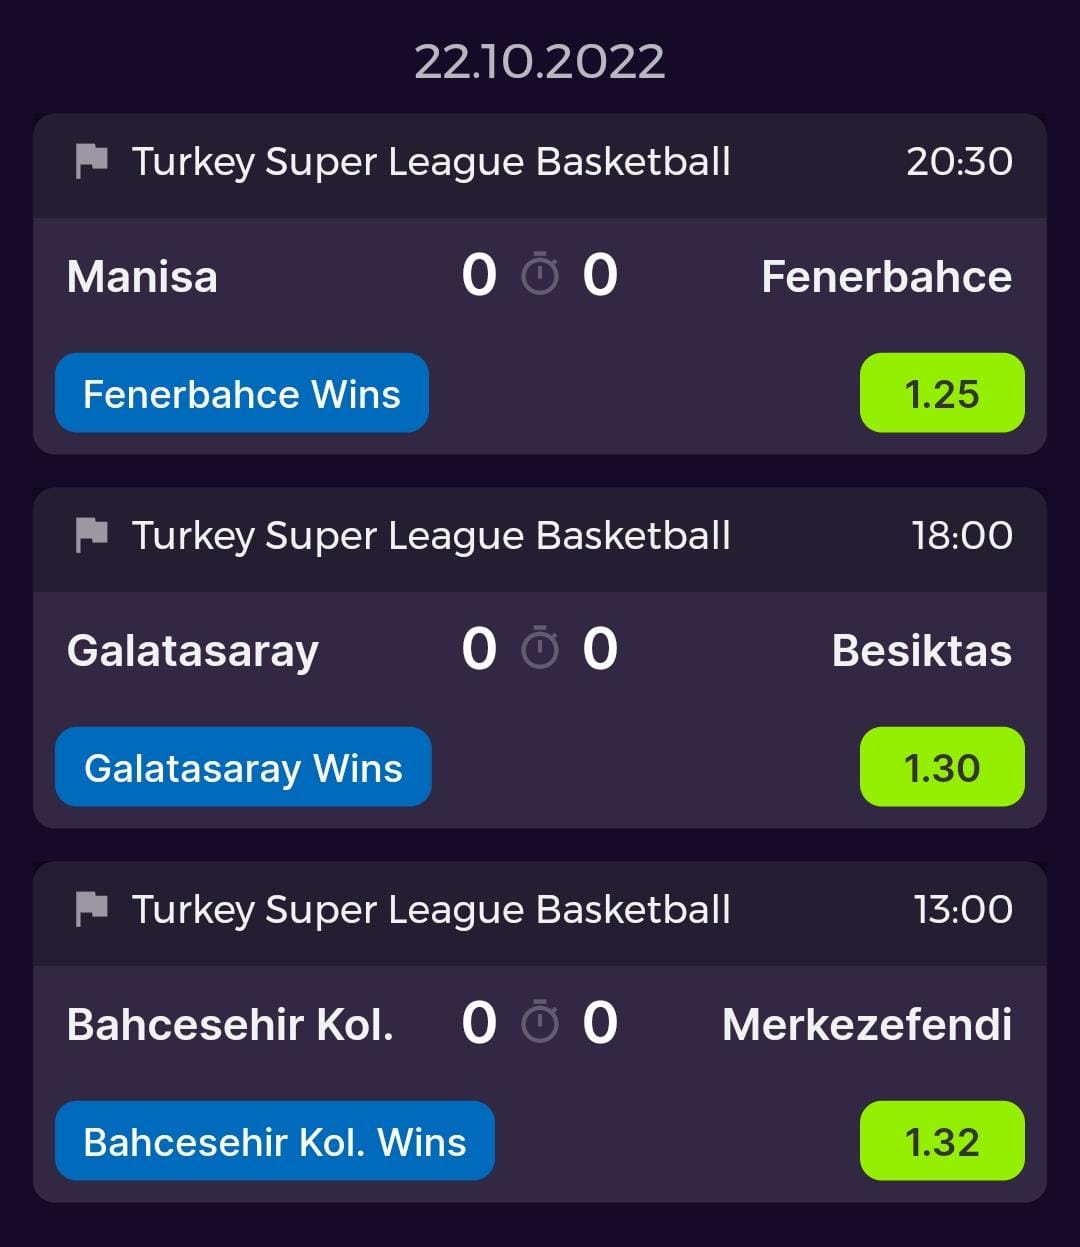 22.10.2022
Turkey Super League Basketball 20:30
Manisa 0 0 Fenerbahce
Fenerbahce Wins 1.25
Turkey Super League Basketball 18:00
Galatasaray 0 0 Besiktas
Galatasaray Wins 1.30
Turkey Super League Basketball 13:00
Bahcesehir Kol. 0 0 Merkezefendi
Bahcesehir Kol. Wins 1.32